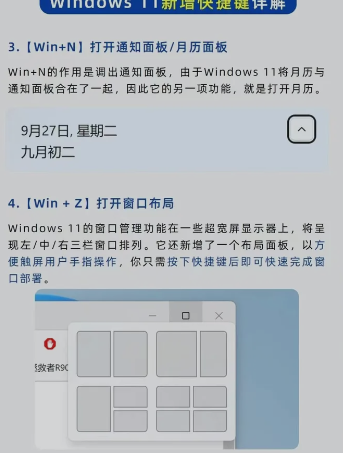 Windows 11新增快捷键详解
3.【Win+N】打开通知面板/月历面板
Win+N的作用是调出通知面板，由于Windows 11将月历与
通知面板合在了一起，因此它的另一项功能，就是打开月历。
9月27日, 星期二
九月初二
4.【Win + Z】打开窗口布局
Windows 11的窗口管理功能在一些超宽屏显示器上，将呈
现左/中/右三栏窗口排列。它还新增了一个布局面板，以方
便触屏用户手指操作，你只需按下快捷键后即可快速完成窗
口部署。
拯救者R90